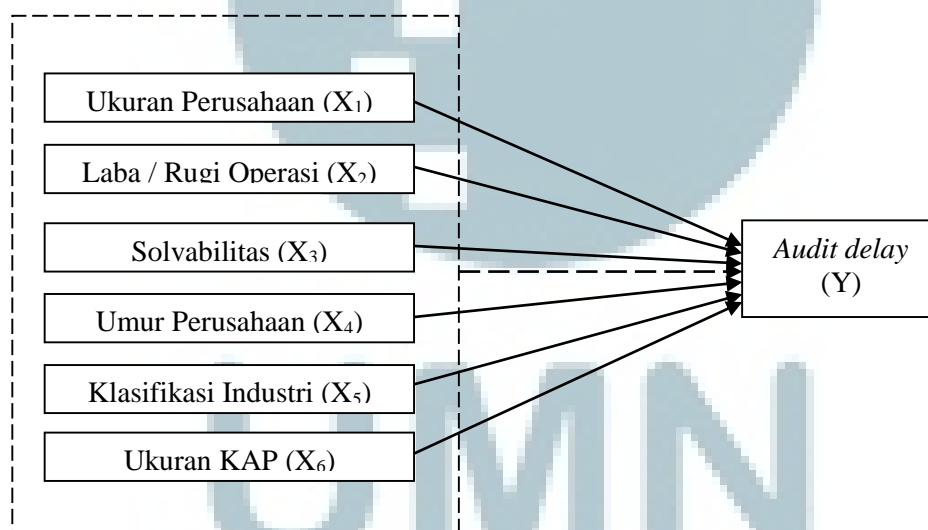 Ukuran Perusahaan (X₁)
Laba / Rugi Operasi (X₂)
Solvabilitas (X₃)
Umur Perusahaan (X₄)
Klasifikasi Industri (X₅)
Ukuran KAP (X₆)
Audit delay
(Y)
UMN